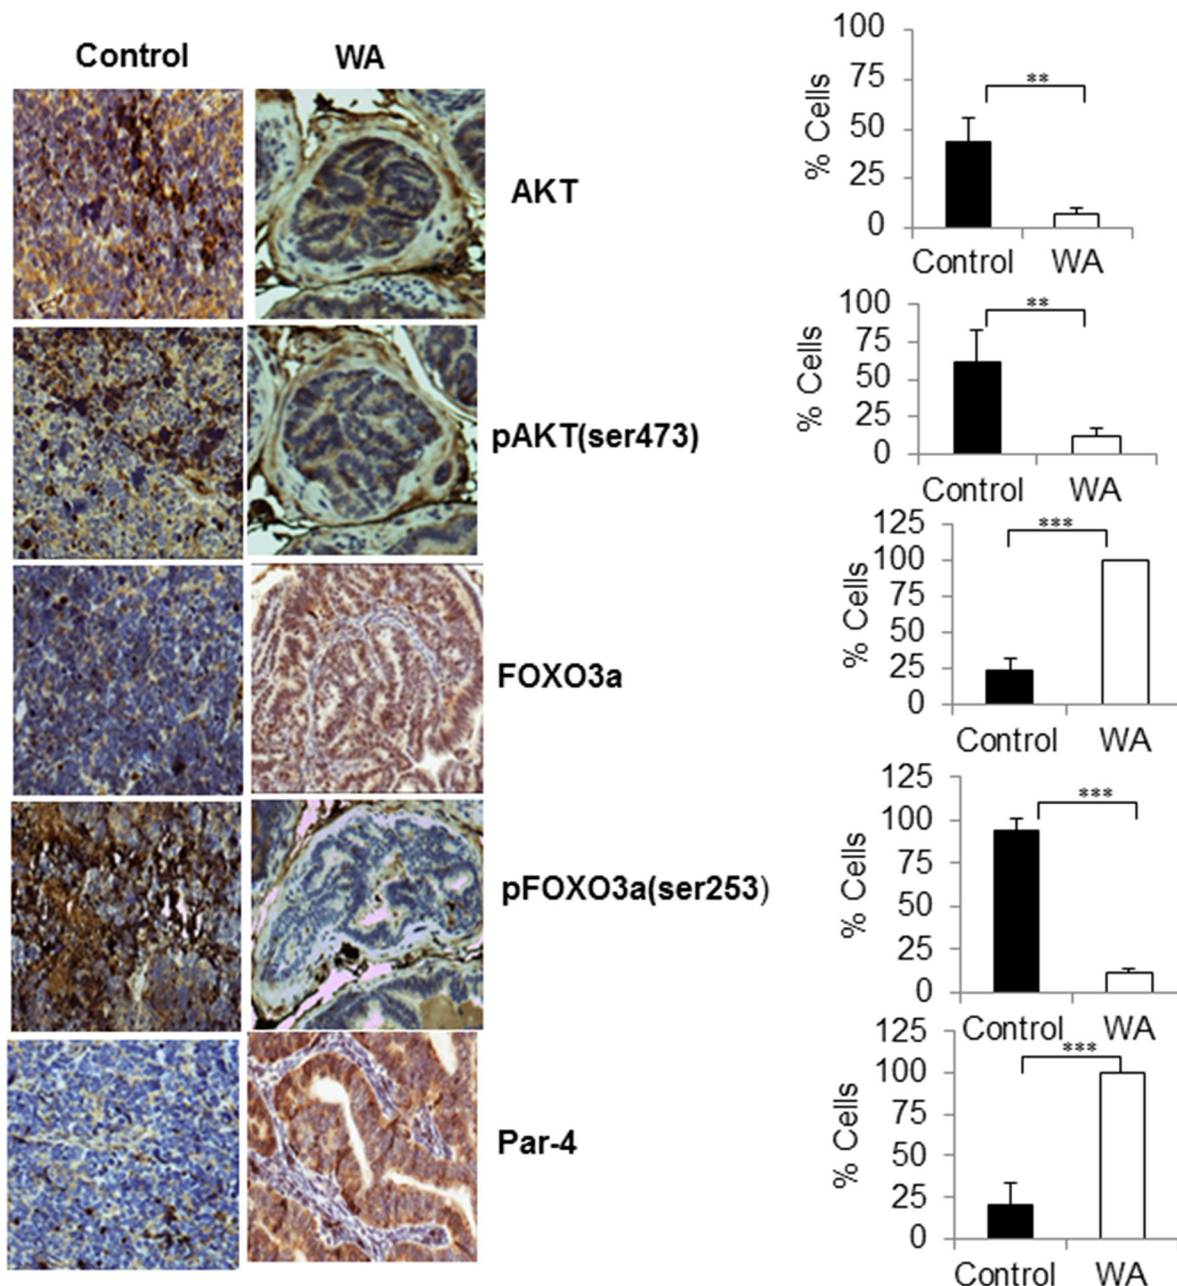 Control WA
AKT
pAKT(ser473)
FOXO3a
pFOXO3a(ser253)
Par-4
100
75
50
25
0
% Cells
**
Control WA
100
75
50
25
0
% Cells
**
Control WA
125
100
75
50
25
0
% Cells
***
Control WA
125
100
75
50
25
0
% Cells
***
Control WA
125
100
75
50
25
0
% Cells
***
Control WA